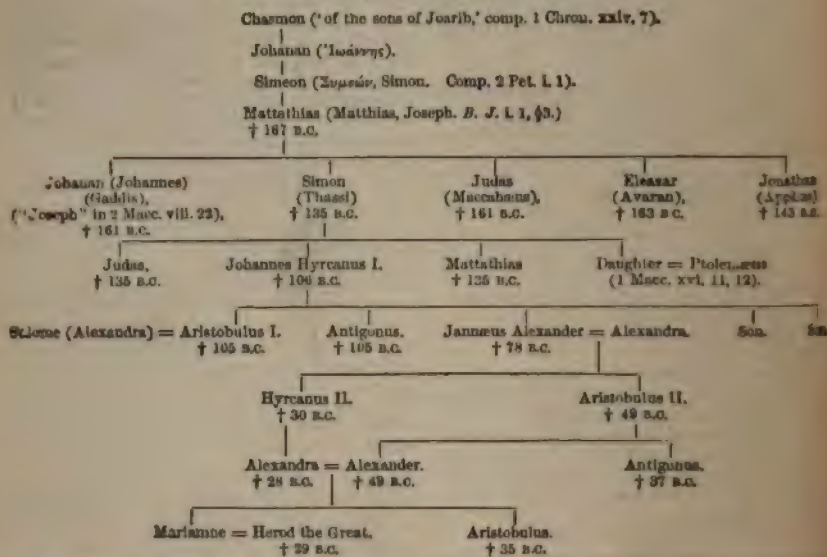 Chasmon ('of the sons of Joarib,' comp. 1 Chron. xxiv, 7).
Johanan (Ἰωάννης).
Simeon (Συμεών, Simon. Comp. 2 Pet. i. 1).
Mattathias (Matthias, Joseph. B. J. i. 1, §3.)
† 167 B.C.
Johanan (Johannes) Simon Judas Eleazar Jonathan
(Gaddis), (Thassi) (Maccabæus), (Avaran), (Apphus)
("Joseph" in 2 Macc. viii. 22), † 135 B.C. † 161 B.C. † 163 B.C. † 143 B.C.
† 161 B.C.
Judas, Johannes Hyrcanus I. Mattathias Daughter = Ptolemæus
† 135 B.C. † 106 B.C. † 135 B.C. (1 Macc. xvi, 11, 12).
Salome (Alexandra) = Aristobulus I. Antigonus. Jannæus Alexander = Alexandra. Son.
† 105 B.C. † 105 B.C. † 78 B.C.
Hyrcanus II. Aristobulus II.
† 30 B.C. † 49 B.C.
Alexandra = Alexander. Antigonus.
† 28 B.C. † 49 B.C. † 37 B.C.
Mariamne = Herod the Great. Aristobulus.
† 29 B.C. † 35 B.C.